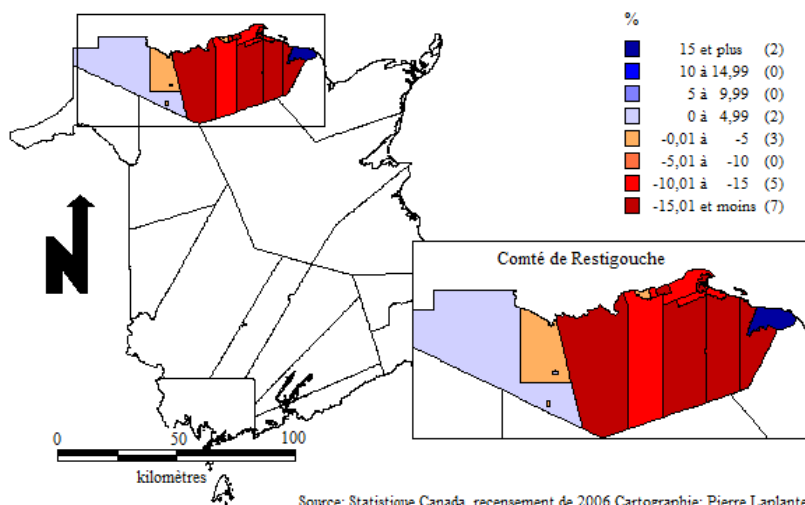 %
15 et plus (2)
10 à 14,99 (0)
5 à 9,99 (0)
0 à 4,99 (2)
-0,01 à -5 (3)
-5,01 à -10 (0)
-10,01 à -15 (5)
-15,01 et moins (7)
N
Comté de Restigouche
0 50 100
kilomètres
Source: Statistique Canada, recensement de 2006 Cartographie: Pierre Laplante